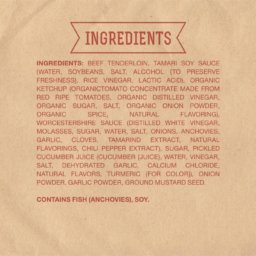 INGREDIENTS
INGREDIENTS: BEEF TENDERLOIN, TAMARI SOY SAUCE
(WATER, SOYBEANS, SALT, ALCOHOL (TO PRESERVE
FRESHNESS), RICE VINEGAR, LACTIC ACID), ORGANIC
KETCHUP (ORGANICTOMATO CONCENTRATE MADE FROM
RED RIPE TOMATOES, ORGANIC DISTILLED VINEGAR,
ORGANIC SUGAR, SALT, ORGANIC ONION POWDER,
ORGANIC SPICE, NATURAL FLAVORING),
WORCESTERSHIRE SAUCE (DISTILLED WHITE VINEGAR,
MOLASSES, SUGAR, WATER, SALT, ONIONS, ANCHOVIES,
GARLIC, CLOVES, TAMARIND EXTRACT, NATURAL
FLAVORINGS, CHILI PEPPER EXTRACT), SUGAR, PICKLED
CUCUMBER JUICE (CUCUMBER (JUICE), WATER, VINEGAR,
SALT, DEHYDRATED GARLIC, CALCIUM CHLORIDE,
NATURAL FLAVORS, TURMERIC (FOR COLOR)), ONION
POWDER, GARLIC POWDER, GROUND MUSTARD SEED.
CONTAINS FISH (ANCHOVIES), SOY.